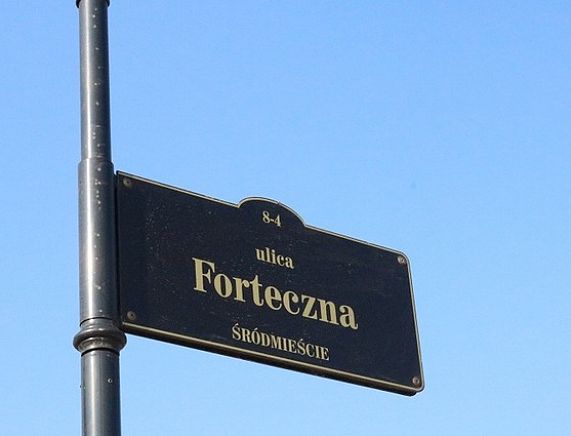 8-4
ulica
Forteczna
ŚRÓDMIEŚCIE